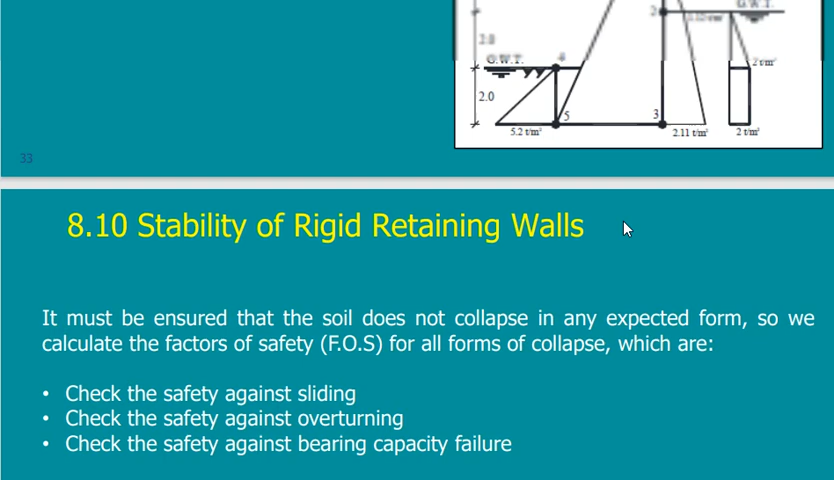 G.W.T.
2.0
2 t/m²
G.W.T.
4
2.0
5
3
5.2 t/m²
2.11 t/m²
2 t/m²
33
8.10 Stability of Rigid Retaining Walls
It must be ensured that the soil does not collapse in any expected form, so we
calculate the factors of safety (F.O.S) for all forms of collapse, which are:
• Check the safety against sliding
• Check the safety against overturning
• Check the safety against bearing capacity failure